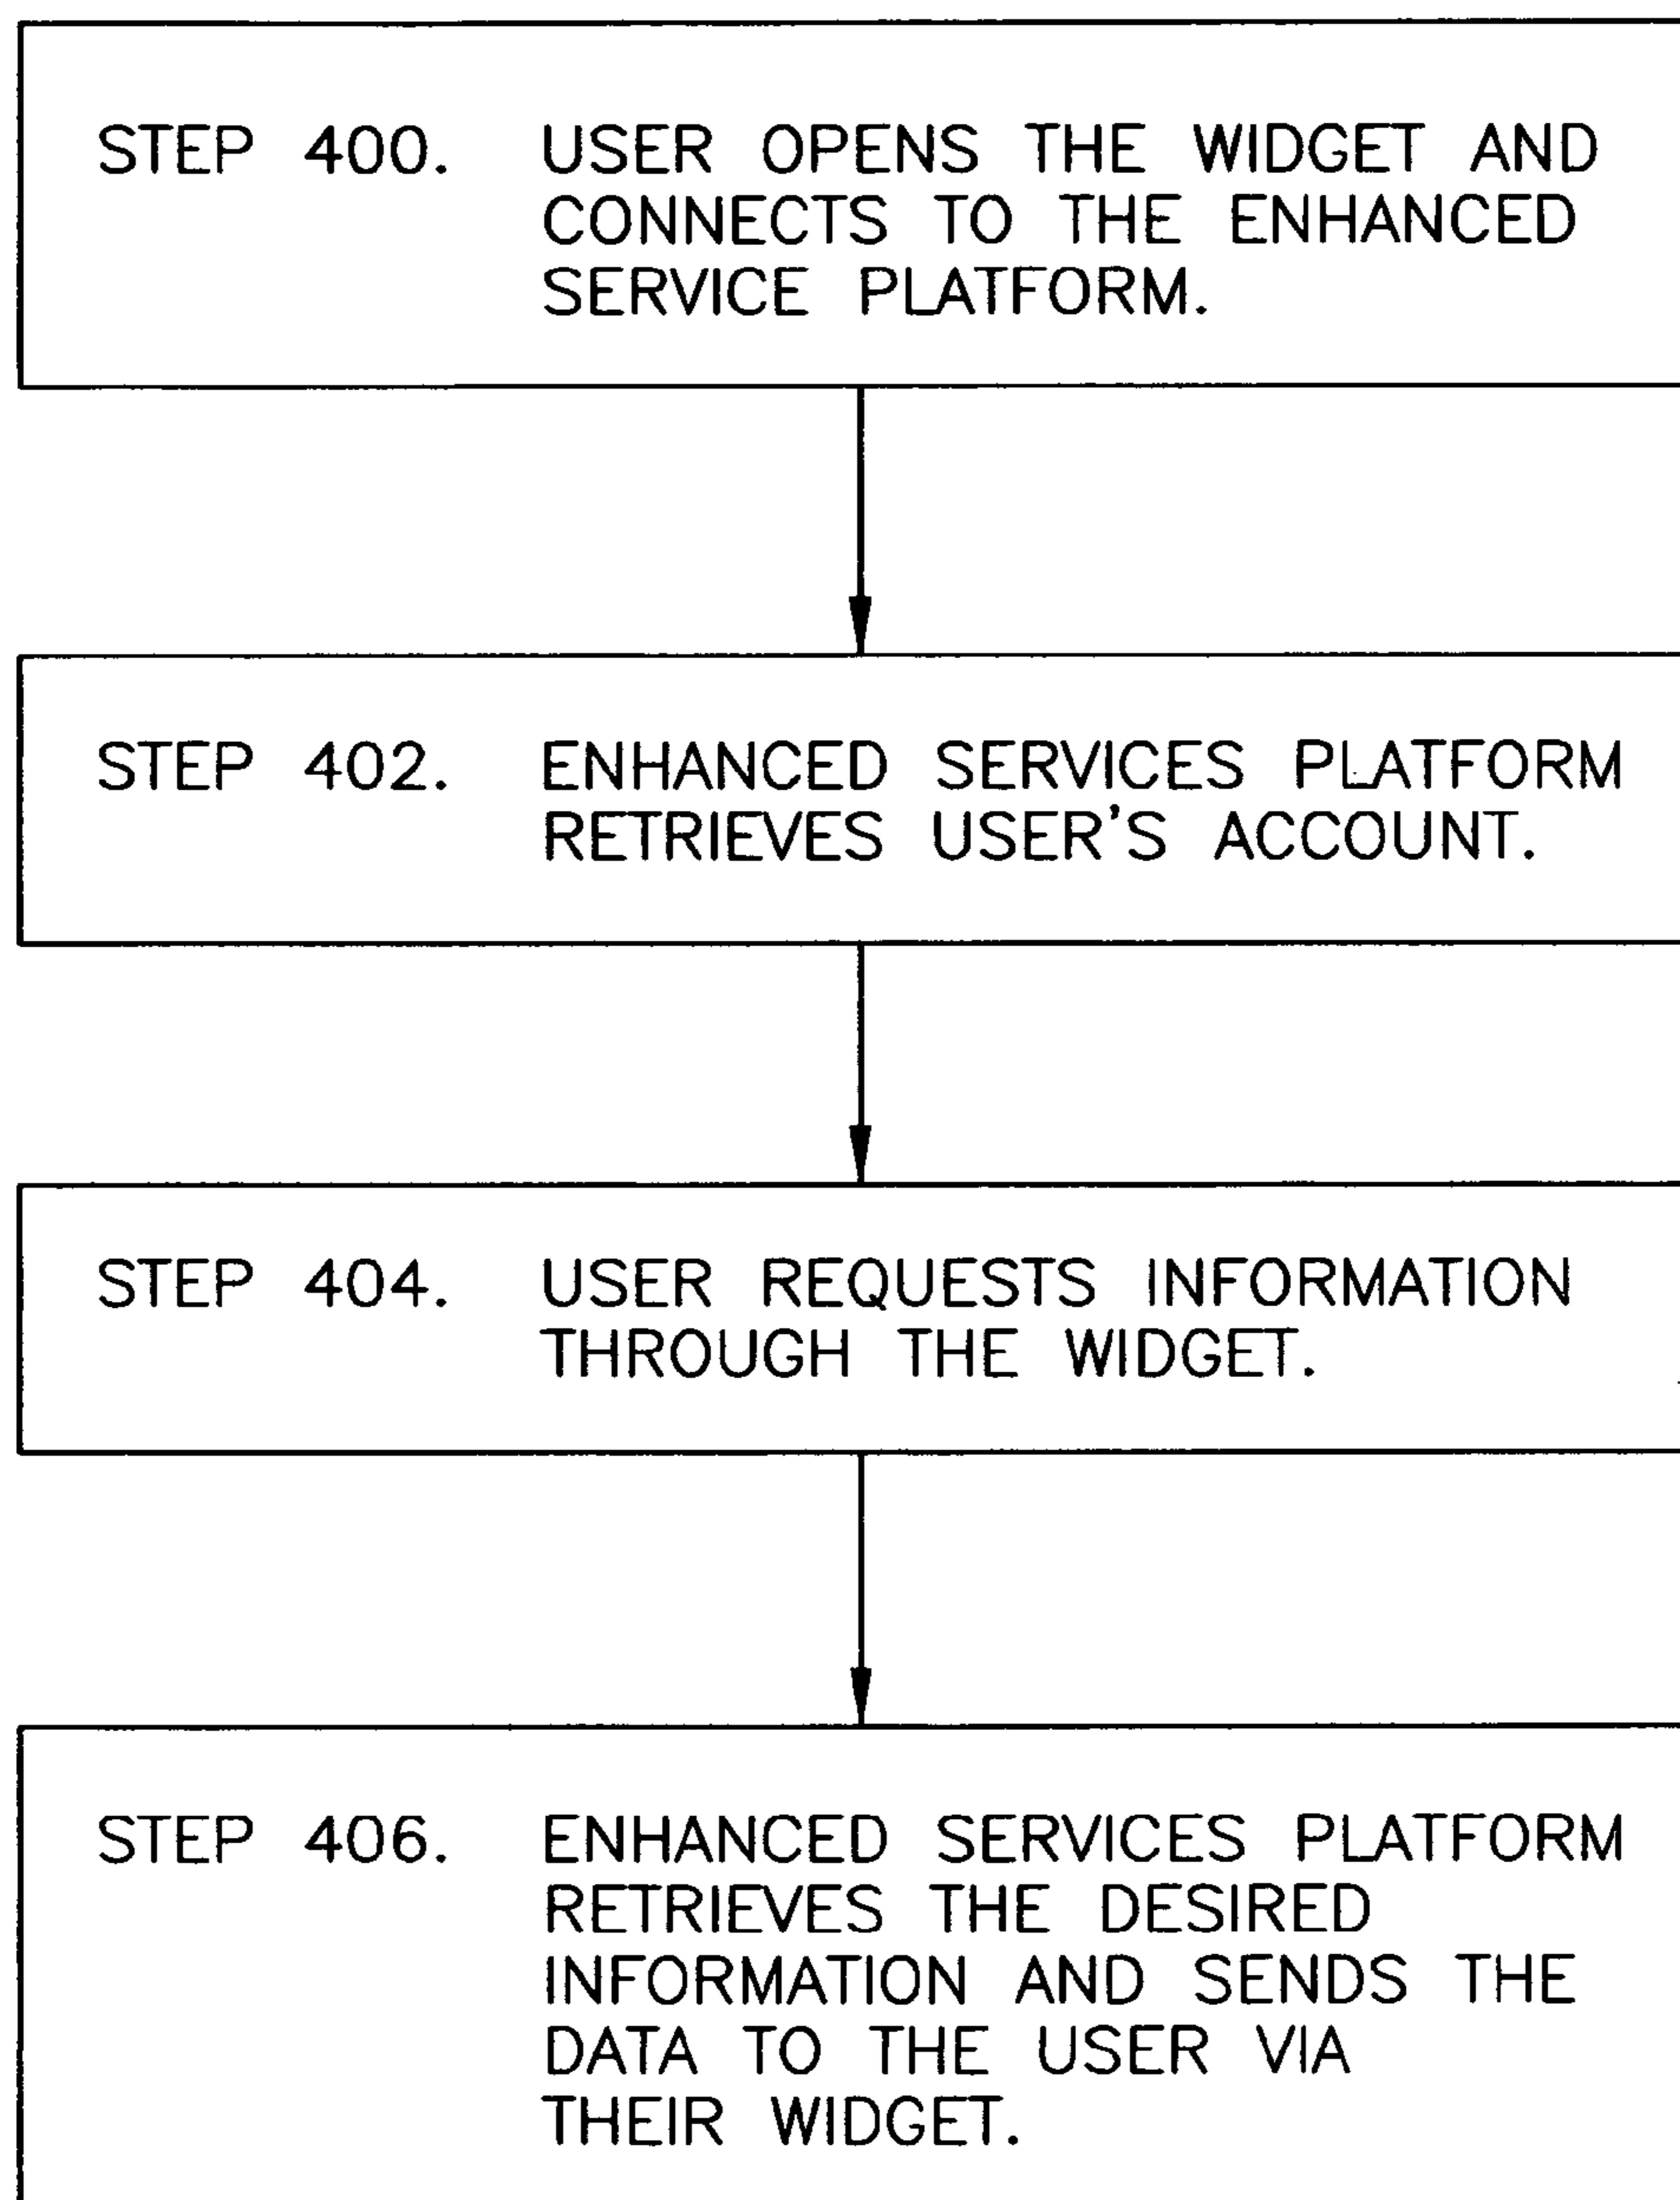 STEP 400. USER OPENS THE WIDGET AND
CONNECTS TO THE ENHANCED
SERVICE PLATFORM.
STEP 402. ENHANCED SERVICES PLATFORM
RETRIEVES USER'S ACCOUNT.
STEP 404. USER REQUESTS INFORMATION
THROUGH THE WIDGET.
STEP 406. ENHANCED SERVICES PLATFORM
RETRIEVES THE DESIRED
INFORMATION AND SENDS THE
DATA TO THE USER VIA
THEIR WIDGET.